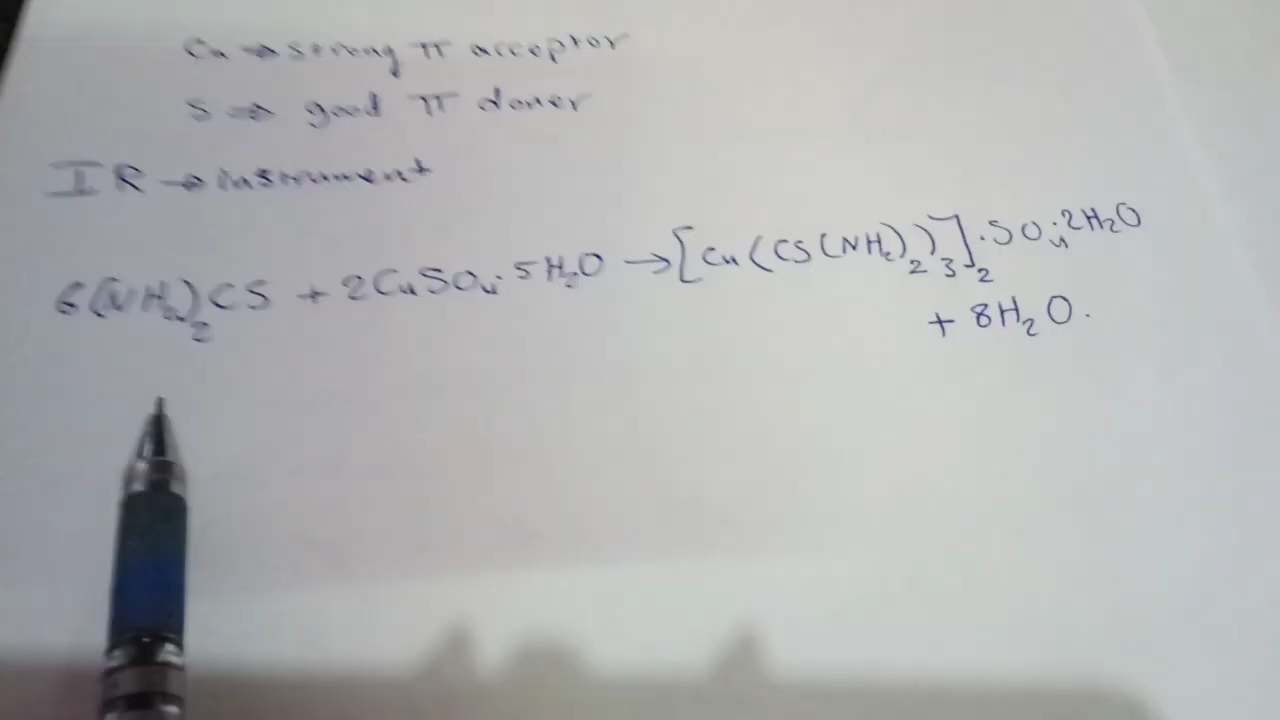 Cu → strong π acceptor
S → good π doner
IR → instrument
6(NH₂)₂CS + 2CuSO₄·5H₂O → [Cu(CS(NH₂)₂)₃]₂·SO₄·2H₂O
+ 8H₂O.